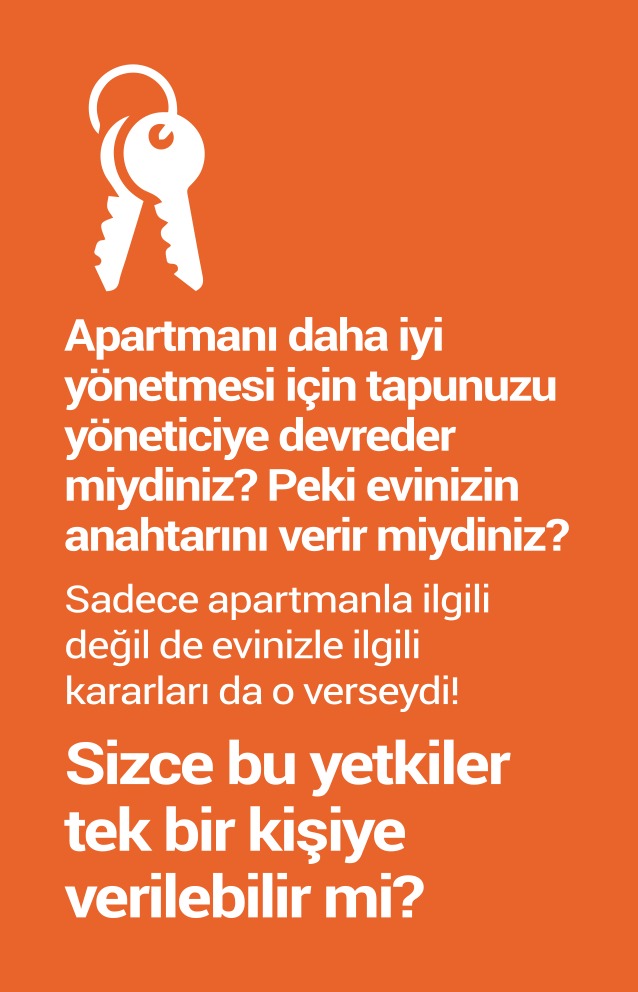 Apartmanı daha iyi
yönetmesi için tapunuzu
yöneticiye devreder
miydiniz? Peki evinizin
anahtarını verir miydiniz?
Sadece apartmanla ilgili
değil de evinizle ilgili
kararları da o verseydi!
Sizce bu yetkiler
tek bir kişiye
verilebilir mi?